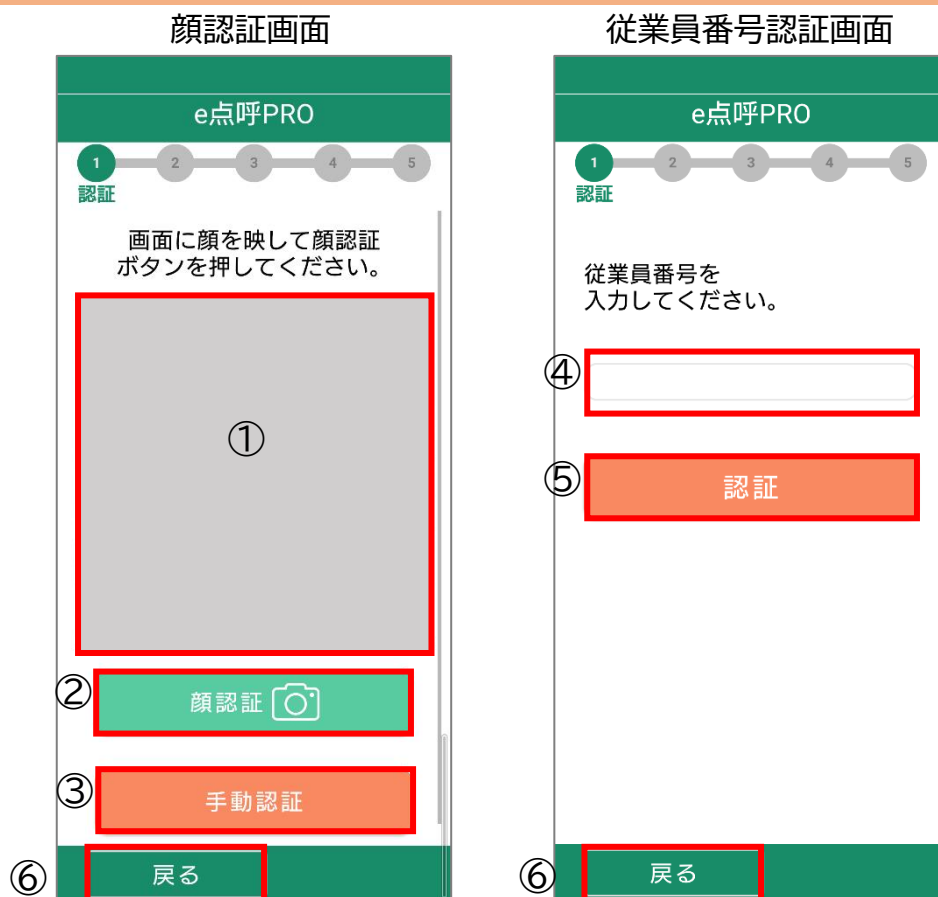 顔認証画面
e点呼PRO
1 2 3 4 5
認証
画面に顔を映して顔認証
ボタンを押してください。
①
② 顔認証
③ 手動認証
⑥ 戻る
従業員番号認証画面
e点呼PRO
1 2 3 4 5
認証
従業員番号を
入力してください。
④
⑤ 認証
⑥ 戻る